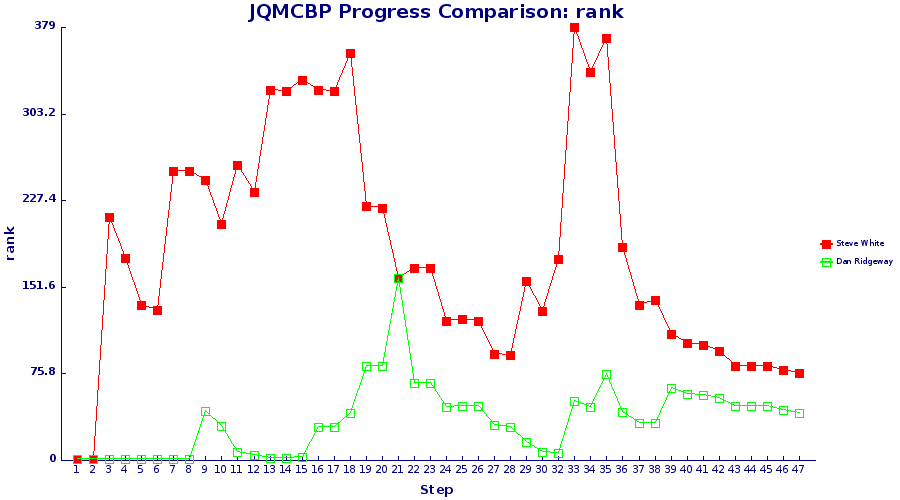 JQMCBP Progress Comparison: rank
379
303.2
227.4
151.6
75.8
0
rank
1 2 3 4 5 6 7 8 9 10 11 12 13 14 15 16 17 18 19 20 21 22 23 24 25 26 27 28 29 30 31 32 33 34 35 36 37 38 39 40 41 42 43 44 45 46 47
Step
Steve White
Dan Ridgeway